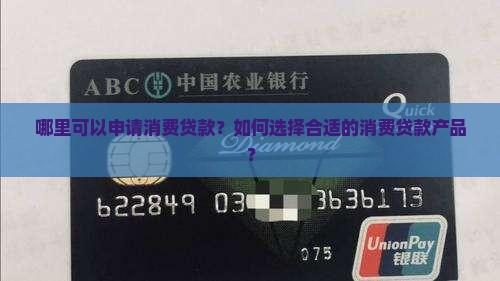 ABC 中国农业银行
Quick
哪里可以申请消费贷款？如何选择合适的消费贷款产品
？
Diamond
622849 03 3636173
075
UnionPay
银联